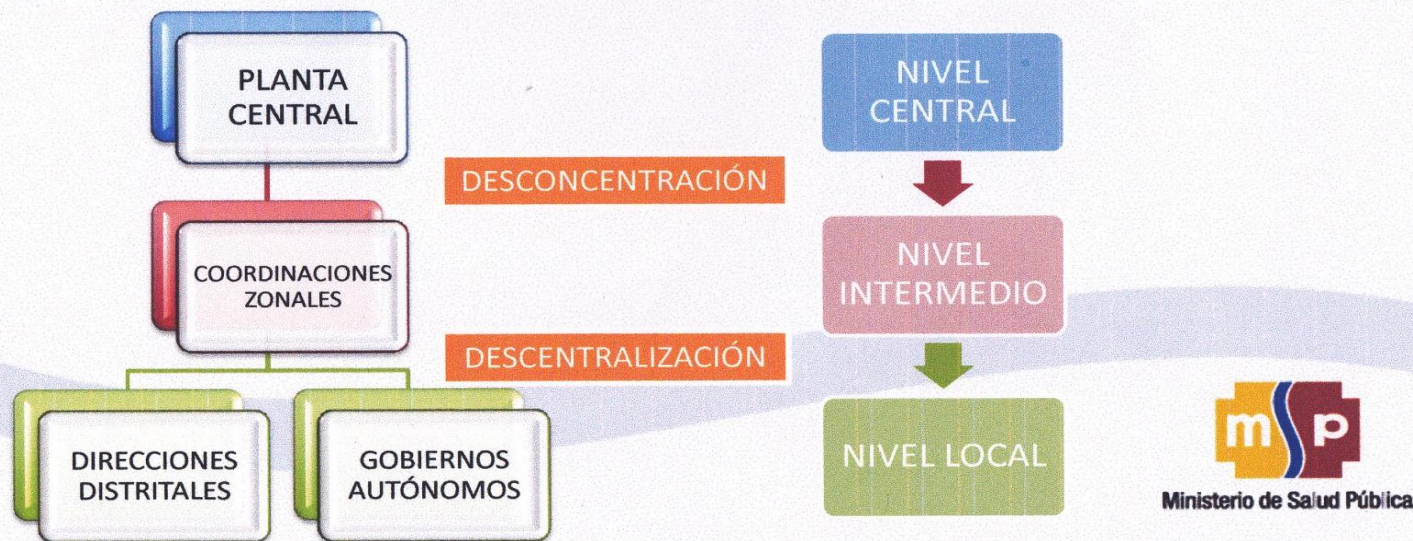 PLANTA
CENTRAL
COORDINACIONES
ZONALES
DIRECCIONES
DISTRITALES
GOBIERNOS
AUTÓNOMOS
DESCONCENTRACIÓN
DESCENTRALIZACIÓN
NIVEL
CENTRAL
NIVEL
INTERMEDIO
NIVEL LOCAL
msp
Ministerio de Salud Pública